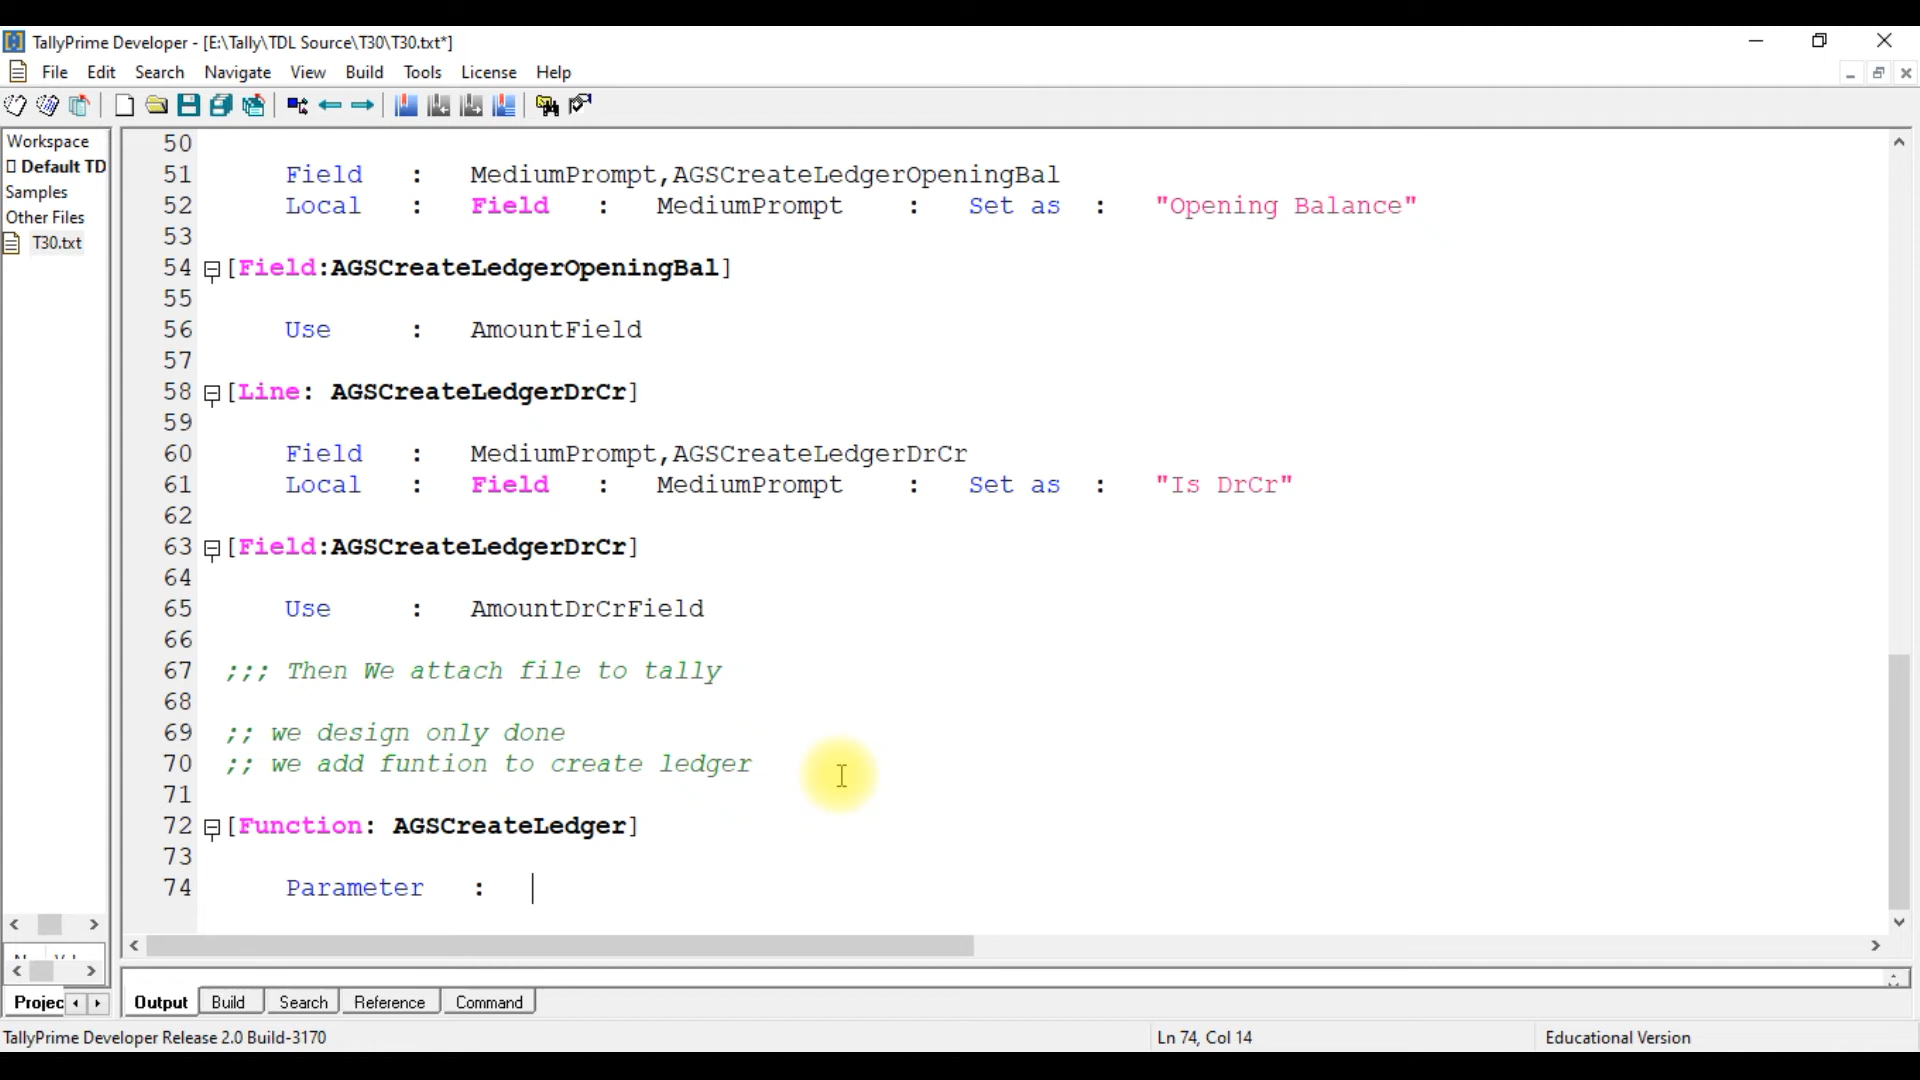 TallyPrime Developer - [E:\Tally\TDL Source\T30\T30.txt*]
File Edit Search Navigate View Build Tools License Help
Workspace
Default TD
Samples
Other Files
T30.txt
50
51 Field : MediumPrompt,AGSCreateLedgerOpeningBal
52 Local : Field : MediumPrompt : Set as : "Opening Balance"
53
54 [Field:AGSCreateLedgerOpeningBal]
55
56 Use : AmountField
57
58 [Line: AGSCreateLedgerDrCr]
59
60 Field : MediumPrompt,AGSCreateLedgerDrCr
61 Local : Field : MediumPrompt : Set as : "Is DrCr"
62
63 [Field:AGSCreateLedgerDrCr]
64
65 Use : AmountDrCrField
66
67 ;;; Then We attach file to tally
68
69 ;; we design only done
70 ;; we add funtion to create ledger
71
72 [Function: AGSCreateLedger]
73
74 Parameter :
Projec
Output Build Search Reference Command
TallyPrime Developer Release 2.0 Build-3170 Ln 74, Col 14 Educational Version